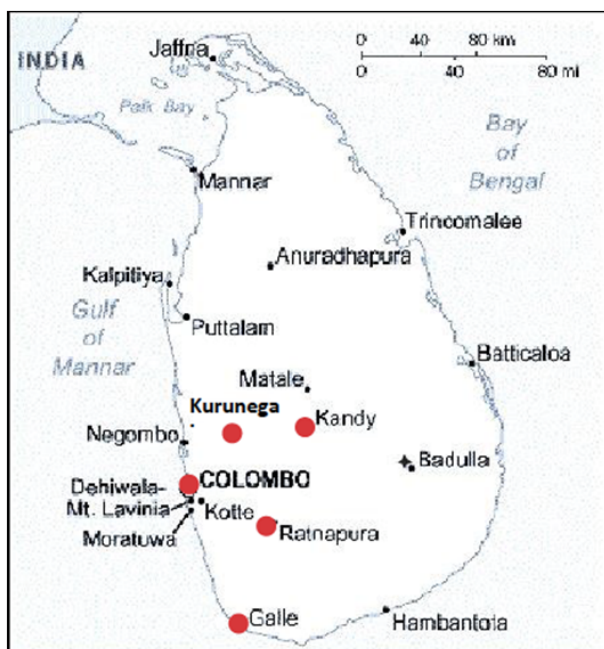 Jaffna
INDIA
40 80 km
0
0 40 80 mi
Palk Bay
Bay
of
Bengal
Mannar
Trincomalee
Anuradhapura
Kalpitiya
Gulf
of
Mannar
Puttalam
Batticaloa
Matale
Kurunega
Kandy
Negombo
Badulla
COLOMBO
Dehiwala-
Mt. Lavinia
Kotte
Ratnapura
Moratuwa
Galle
Hambantota